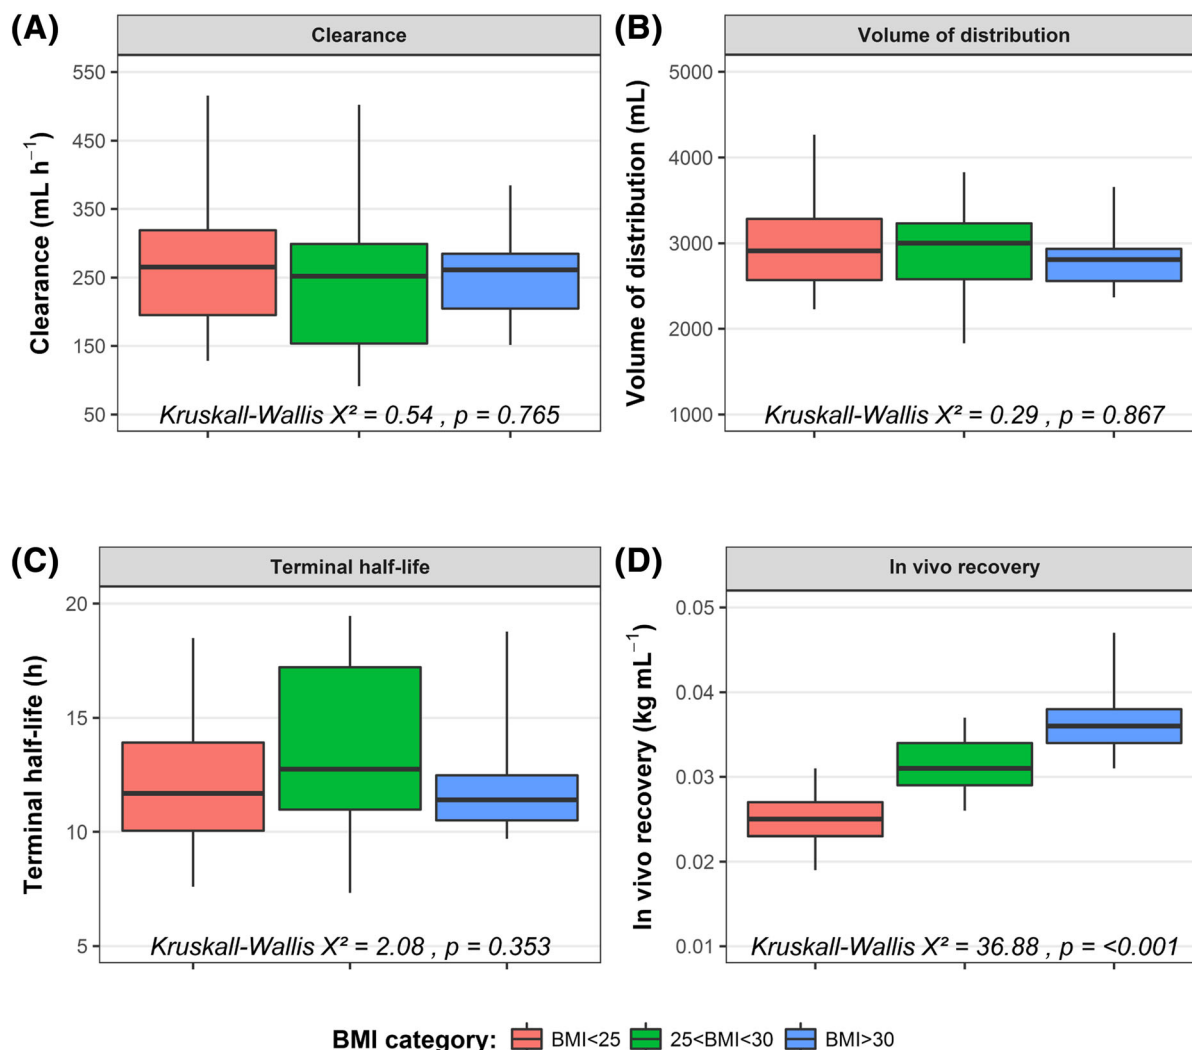 (A)
Clearance
Clearance (mL h⁻¹)
550
450
350
250
150
50
Kruskall-Wallis X² = 0.54 , p = 0.765
(B)
Volume of distribution
Volume of distribution (mL)
5000
4000
3000
2000
1000
Kruskall-Wallis X² = 0.29 , p = 0.867
(C)
Terminal half-life
Terminal half-life (h)
20
15
10
5
Kruskall-Wallis X² = 2.08 , p = 0.353
(D)
In vivo recovery
In vivo recovery (kg mL⁻¹)
0.05
0.04
0.03
0.02
0.01
Kruskall-Wallis X² = 36.88 , p = <0.001
BMI category: BMI<25 25<BMI<30 BMI>30